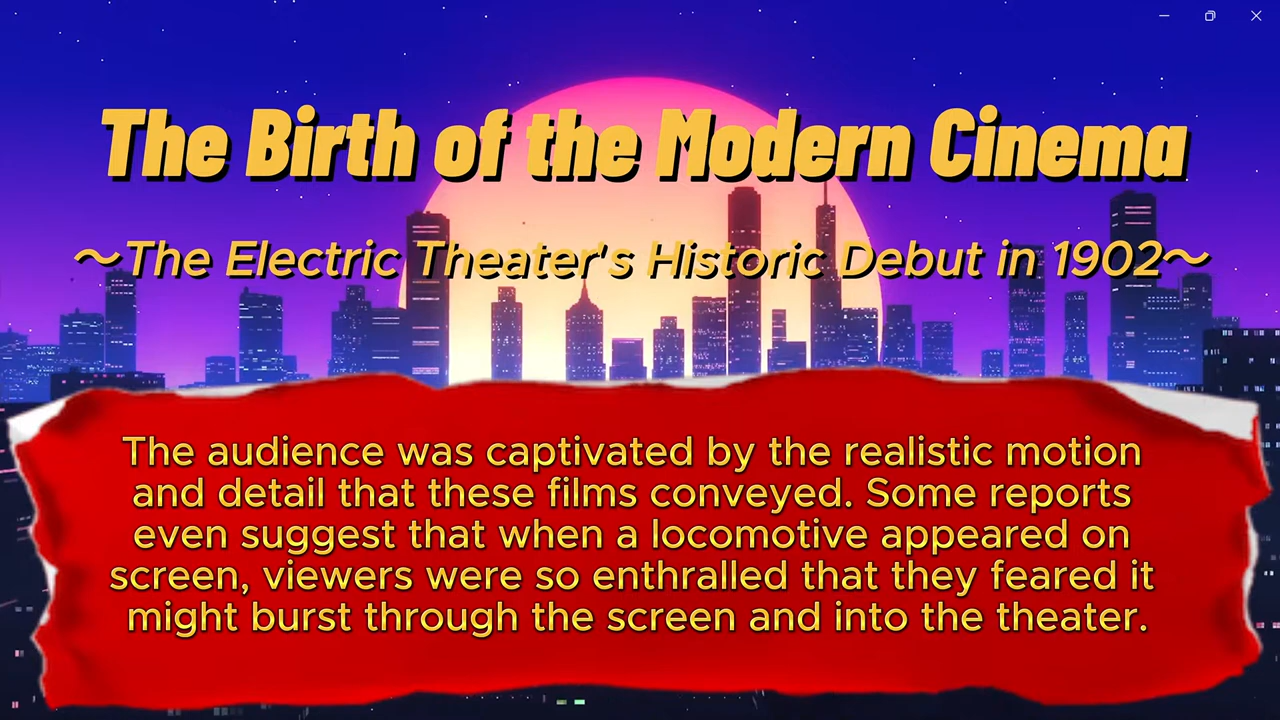 The Birth of the Modern Cinema
～The Electric Theater's Historic Debut in 1902～
The audience was captivated by the realistic motion
and detail that these films conveyed. Some reports
even suggest that when a locomotive appeared on
screen, viewers were so enthralled that they feared it
might burst through the screen and into the theater.